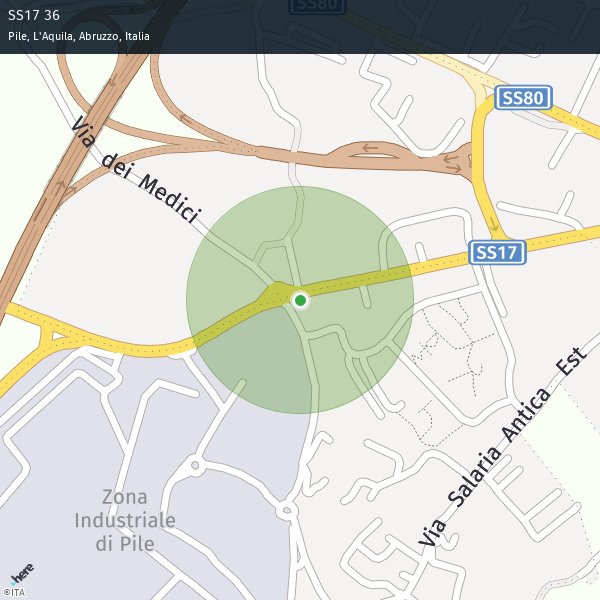 SS17 36
Pile, L'Aquila, Abruzzo, Italia
SS80
SS80
Via dei Medici
SS17
Via Salaria Antica Est
Zona
Industriale
di Pile
here
©ITA